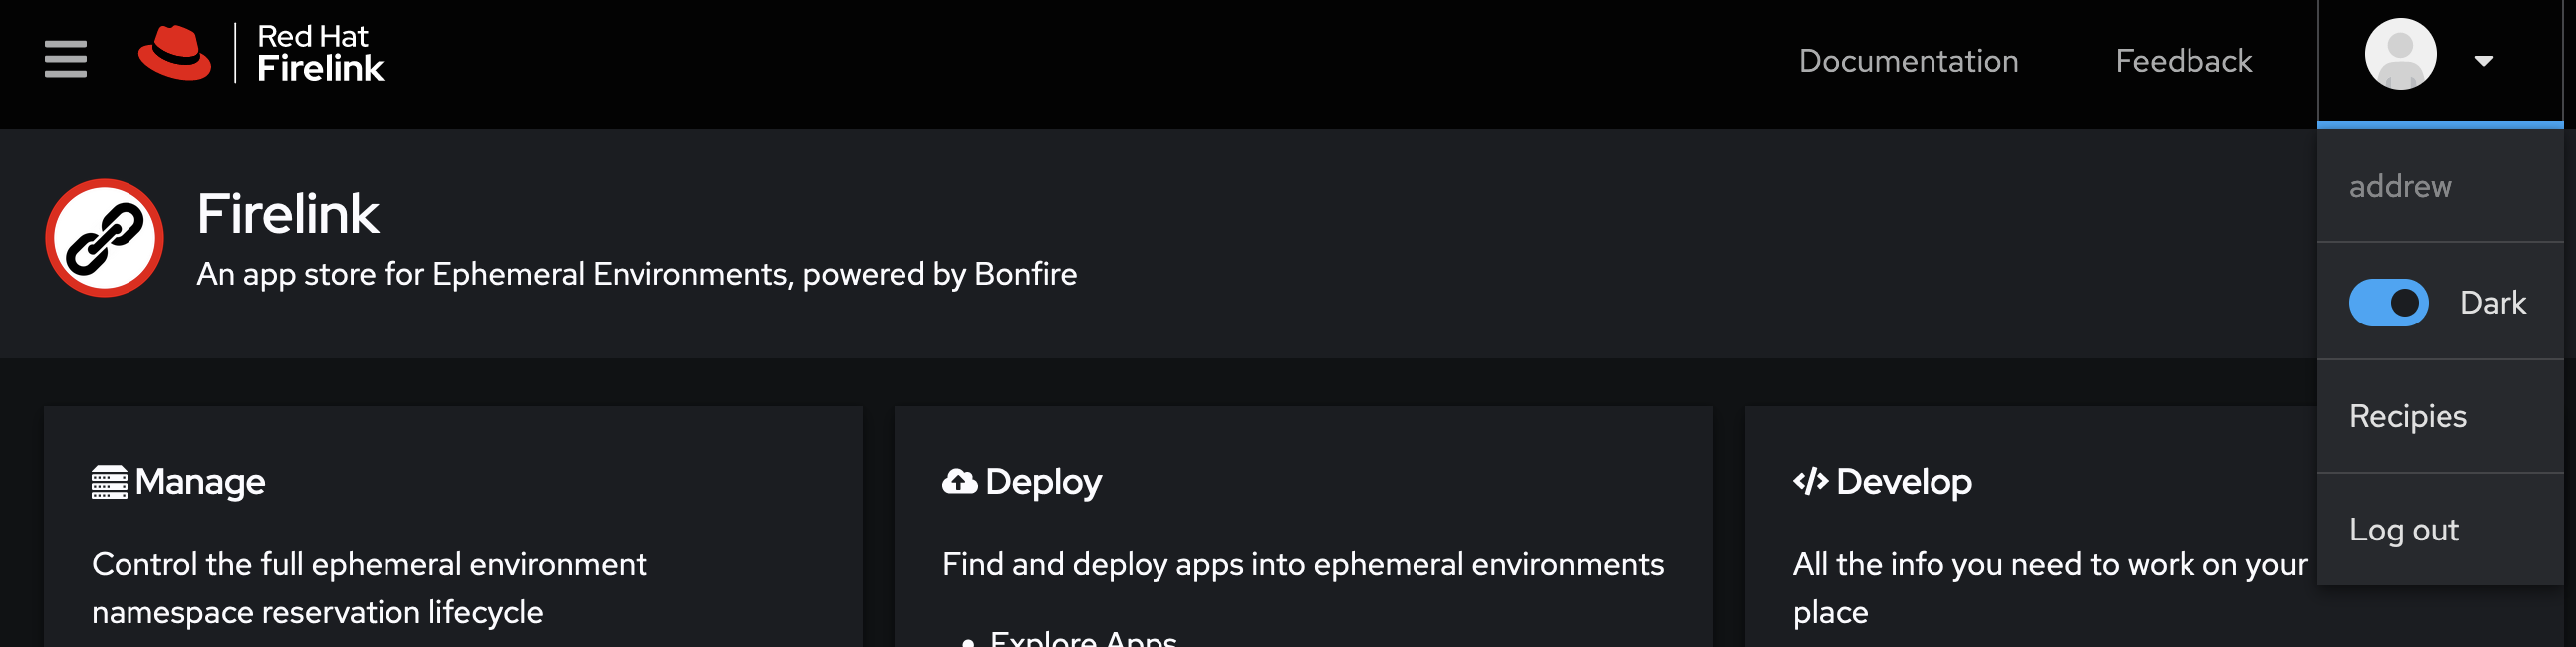 Red Hat
Firelink
Documentation
Feedback
addrew
Dark
Recipies
Log out
Firelink
An app store for Ephemeral Environments, powered by Bonfire
Manage
Control the full ephemeral environment
namespace reservation lifecycle
Deploy
Find and deploy apps into ephemeral environments
Explore Apps
Develop
All the info you need to work on your
place